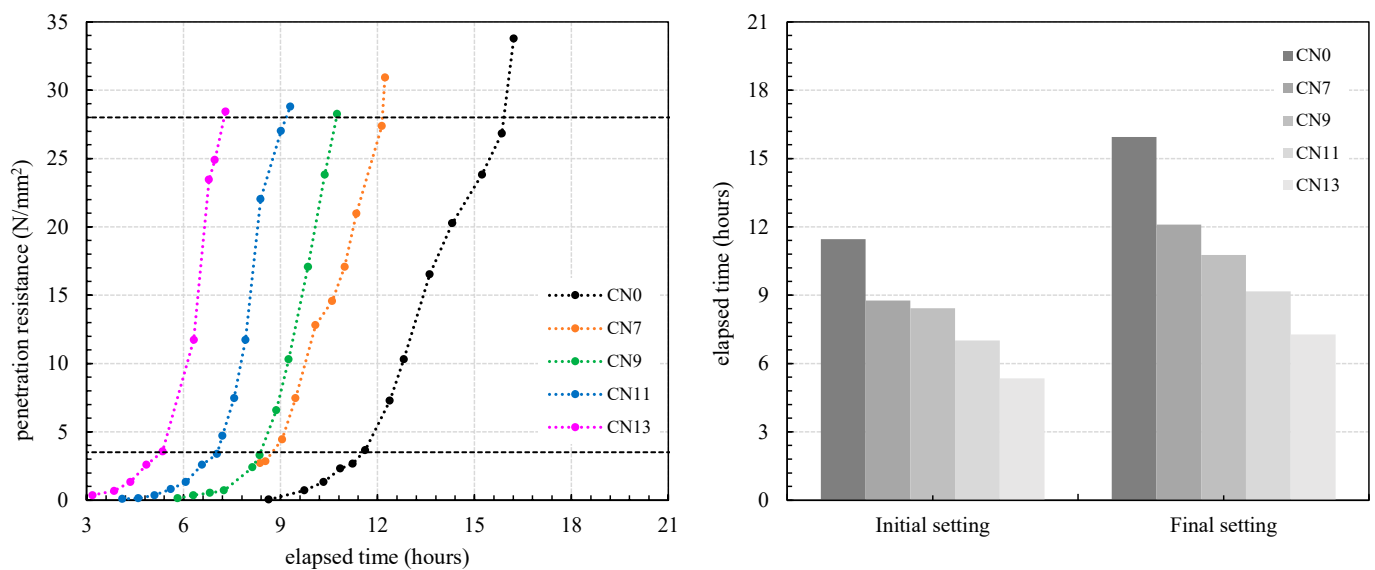 penetration resistance (N/mm²)
35
30
25
20
15
10
5
0
3
6
9
12
15
18
21
elapsed time (hours)
CN0
CN7
CN9
CN11
CN13
elapsed time (hours)
21
18
15
12
9
6
3
0
Initial setting
Final setting
CN0
CN7
CN9
CN11
CN13